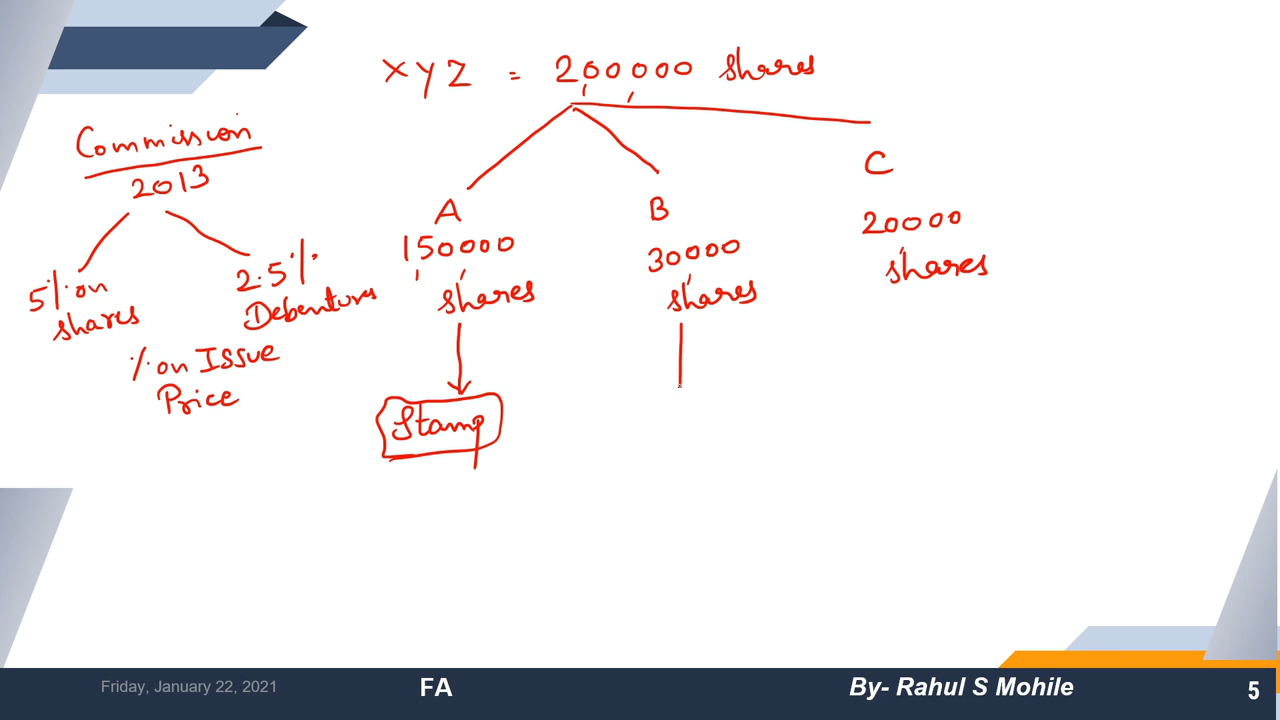 XYZ = 200000 shares
Commission
2013
5% on shares
2.5% Debentures
% on Issue
Price
A
150000
shares
Stamp
B
30000
shares
C
20000
shares
Friday, January 22, 2021
FA
By- Rahul S Mohile
5